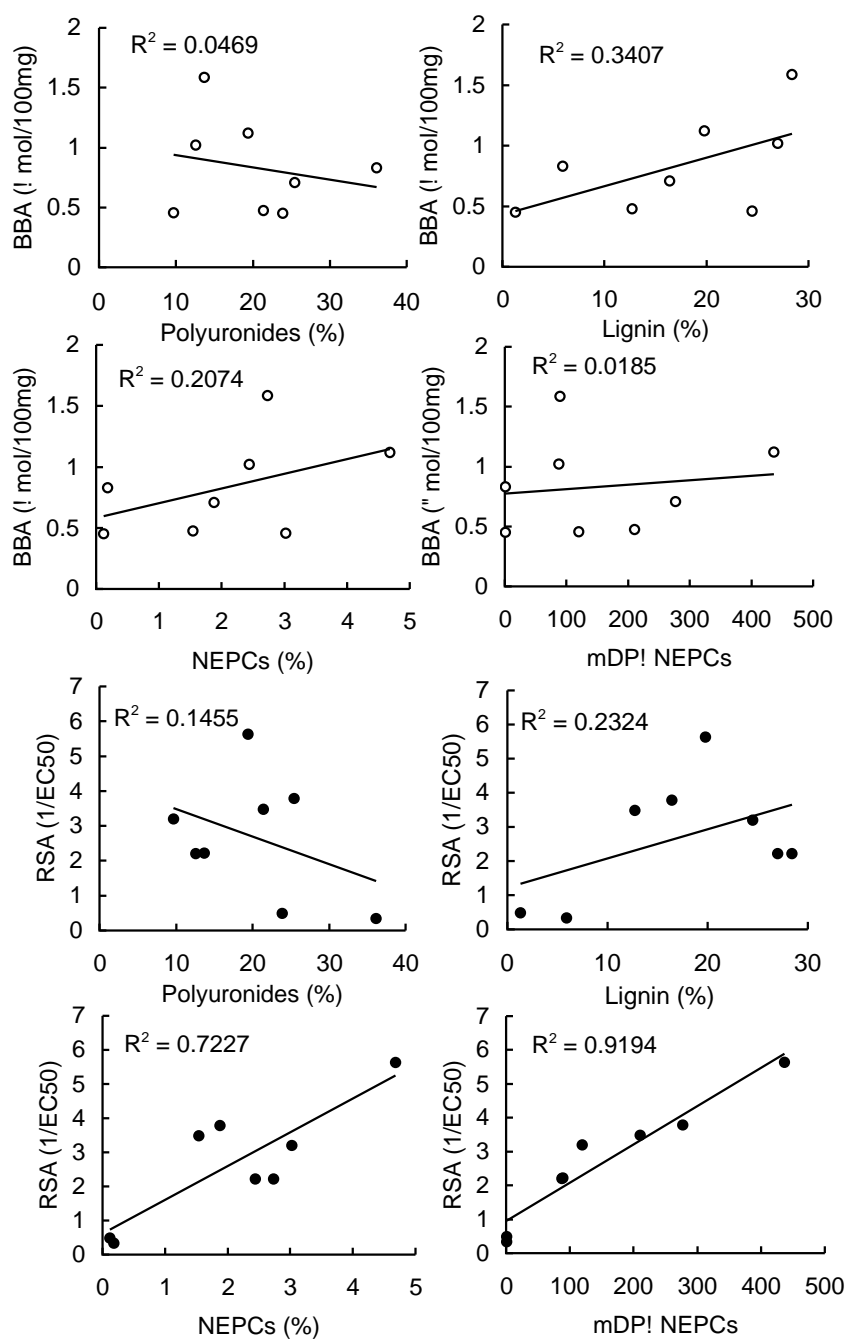 R² = 0.0469
BBA (! mol/100mg)
2
1.5
1
0.5
0
0 10 20 30 40
Polyuronides (%)
R² = 0.3407
BBA (! mol/100mg)
2
1.5
1
0.5
0
0 10 20 30
Lignin (%)
R² = 0.2074
BBA (! mol/100mg)
2
1.5
1
0.5
0
0 1 2 3 4 5
NEPCs (%)
R² = 0.0185
BBA (" mol/100mg)
2
1.5
1
0.5
0
0 100 200 300 400 500
mDP! NEPCs
R² = 0.1455
RSA (1/EC50)
7
6
5
4
3
2
1
0
0 10 20 30 40
Polyuronides (%)
R² = 0.2324
RSA (1/EC50)
7
6
5
4
3
2
1
0
0 10 20 30
Lignin (%)
R² = 0.7227
RSA (1/EC50)
7
6
5
4
3
2
1
0
0 1 2 3 4 5
NEPCs (%)
R² = 0.9194
RSA (1/EC50)
7
6
5
4
3
2
1
0
0 100 200 300 400 500
mDP! NEPCs